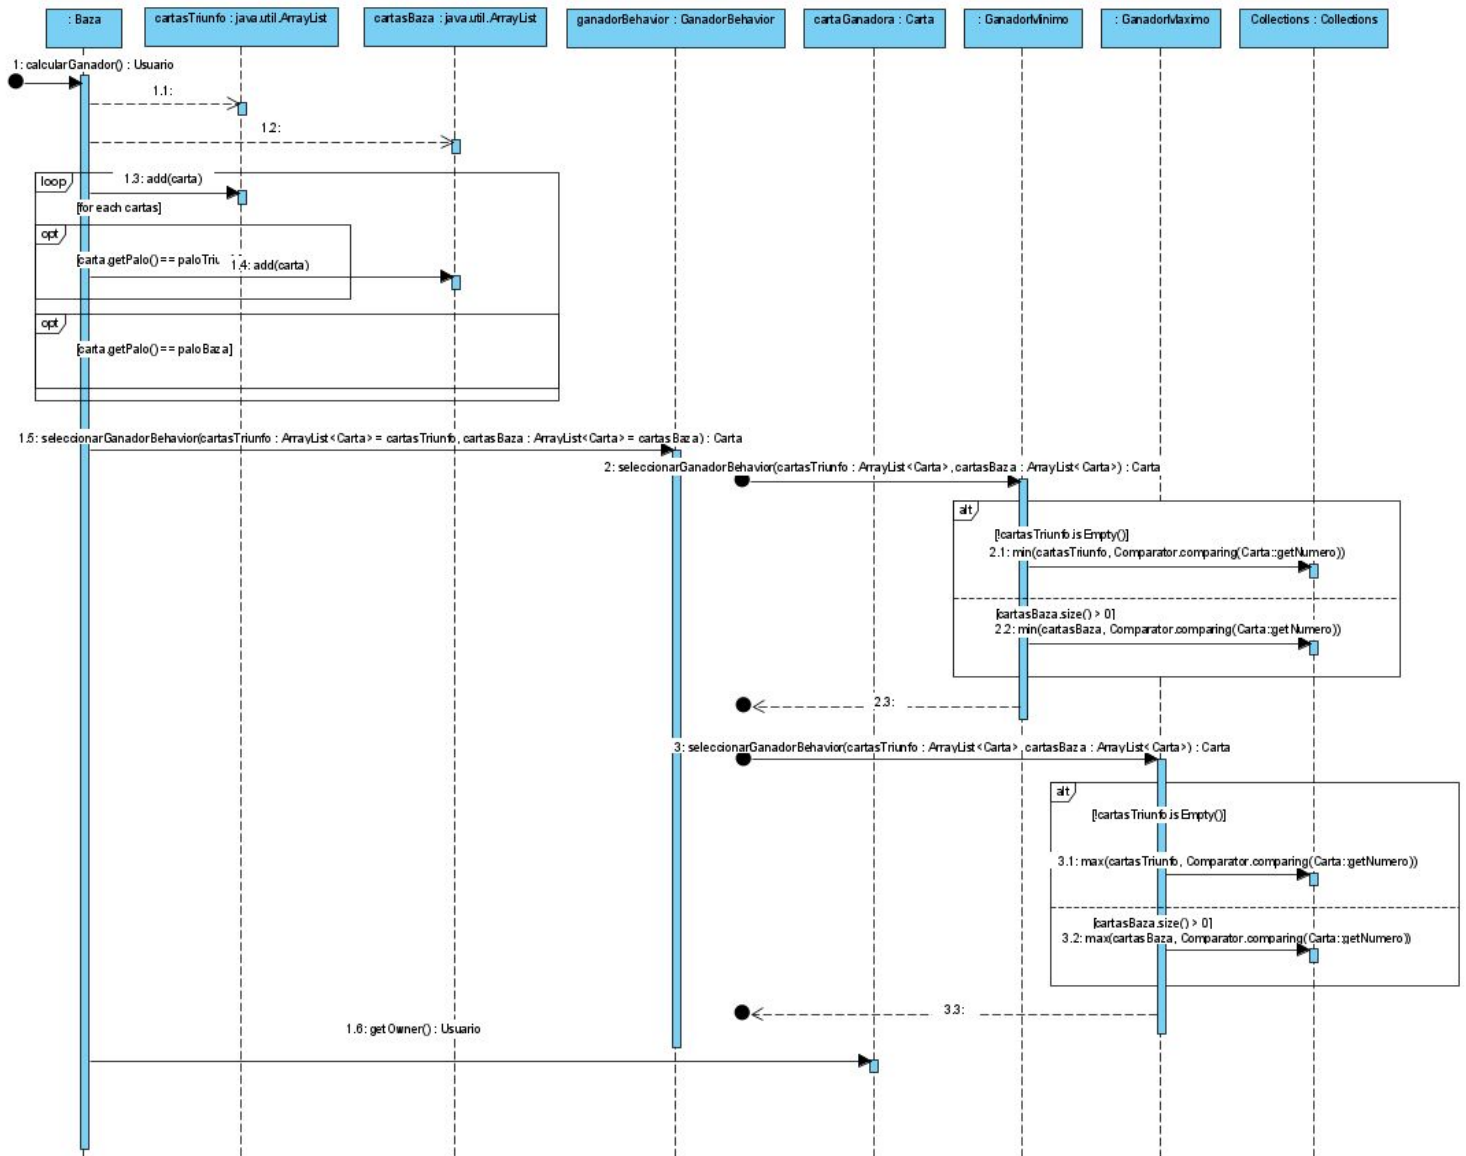 : Baza
cartasTriunfo : java.util.ArrayList
cartasBaza : java.util.ArrayList
ganadorBehavior : GanadorBehavior
cartaGanadora : Carta
: GanadorMinimo
: GanadorMaximo
Collections : Collections
1: calcularGanador() : Usuario
1.1:
1.2:
loop
1.3: add(carta)
[for each cartas]
opt
[carta.getPalo() == paloTriu
1.4: add(carta)
opt
[carta.getPalo() == paloBaza]
1.5: seleccionarGanadorBehavior(cartasTriunfo : ArrayList<Carta> = cartasTriunfo, cartasBaza : ArrayList<Carta> = cartasBaza) : Carta
2: seleccionarGanadorBehavior(cartasTriunfo : ArrayList<Carta>, cartasBaza : ArrayList<Carta>) : Carta
alt
[!cartasTriunfo.isEmpty()]
2.1: min(cartasTriunfo, Comparator.comparing(Carta::getNumero))
[cartasBaza.size() > 0]
2.2: min(cartasBaza, Comparator.comparing(Carta::getNumero))
2.3:
3: seleccionarGanadorBehavior(cartasTriunfo : ArrayList<Carta>, cartasBaza : ArrayList<Carta>) : Carta
alt
[!cartasTriunfo.isEmpty()]
3.1: max(cartasTriunfo, Comparator.comparing(Carta::getNumero))
[cartasBaza.size() > 0]
3.2: max(cartasBaza, Comparator.comparing(Carta::getNumero))
3.3:
1.6: getOwner() : Usuario